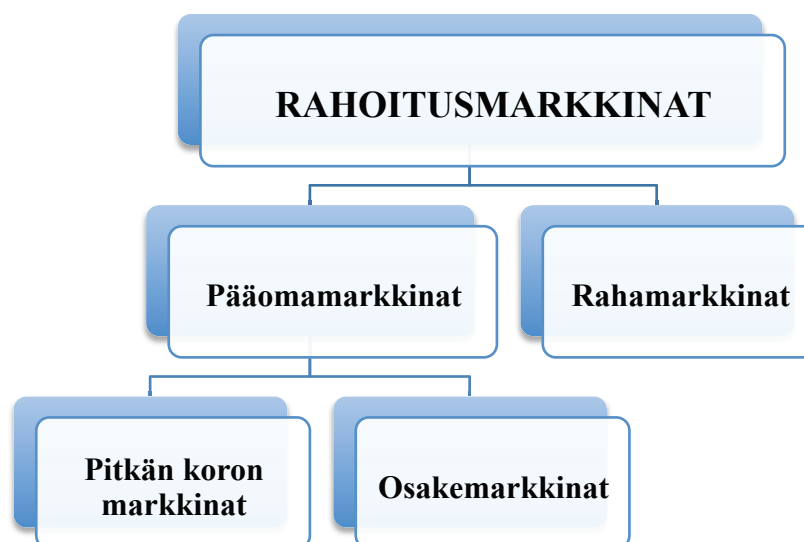 RAHOITUSMARKKINAT
Pääomamarkkinat
Rahamarkkinat
Pitkän koron
markkinat
Osakemarkkinat